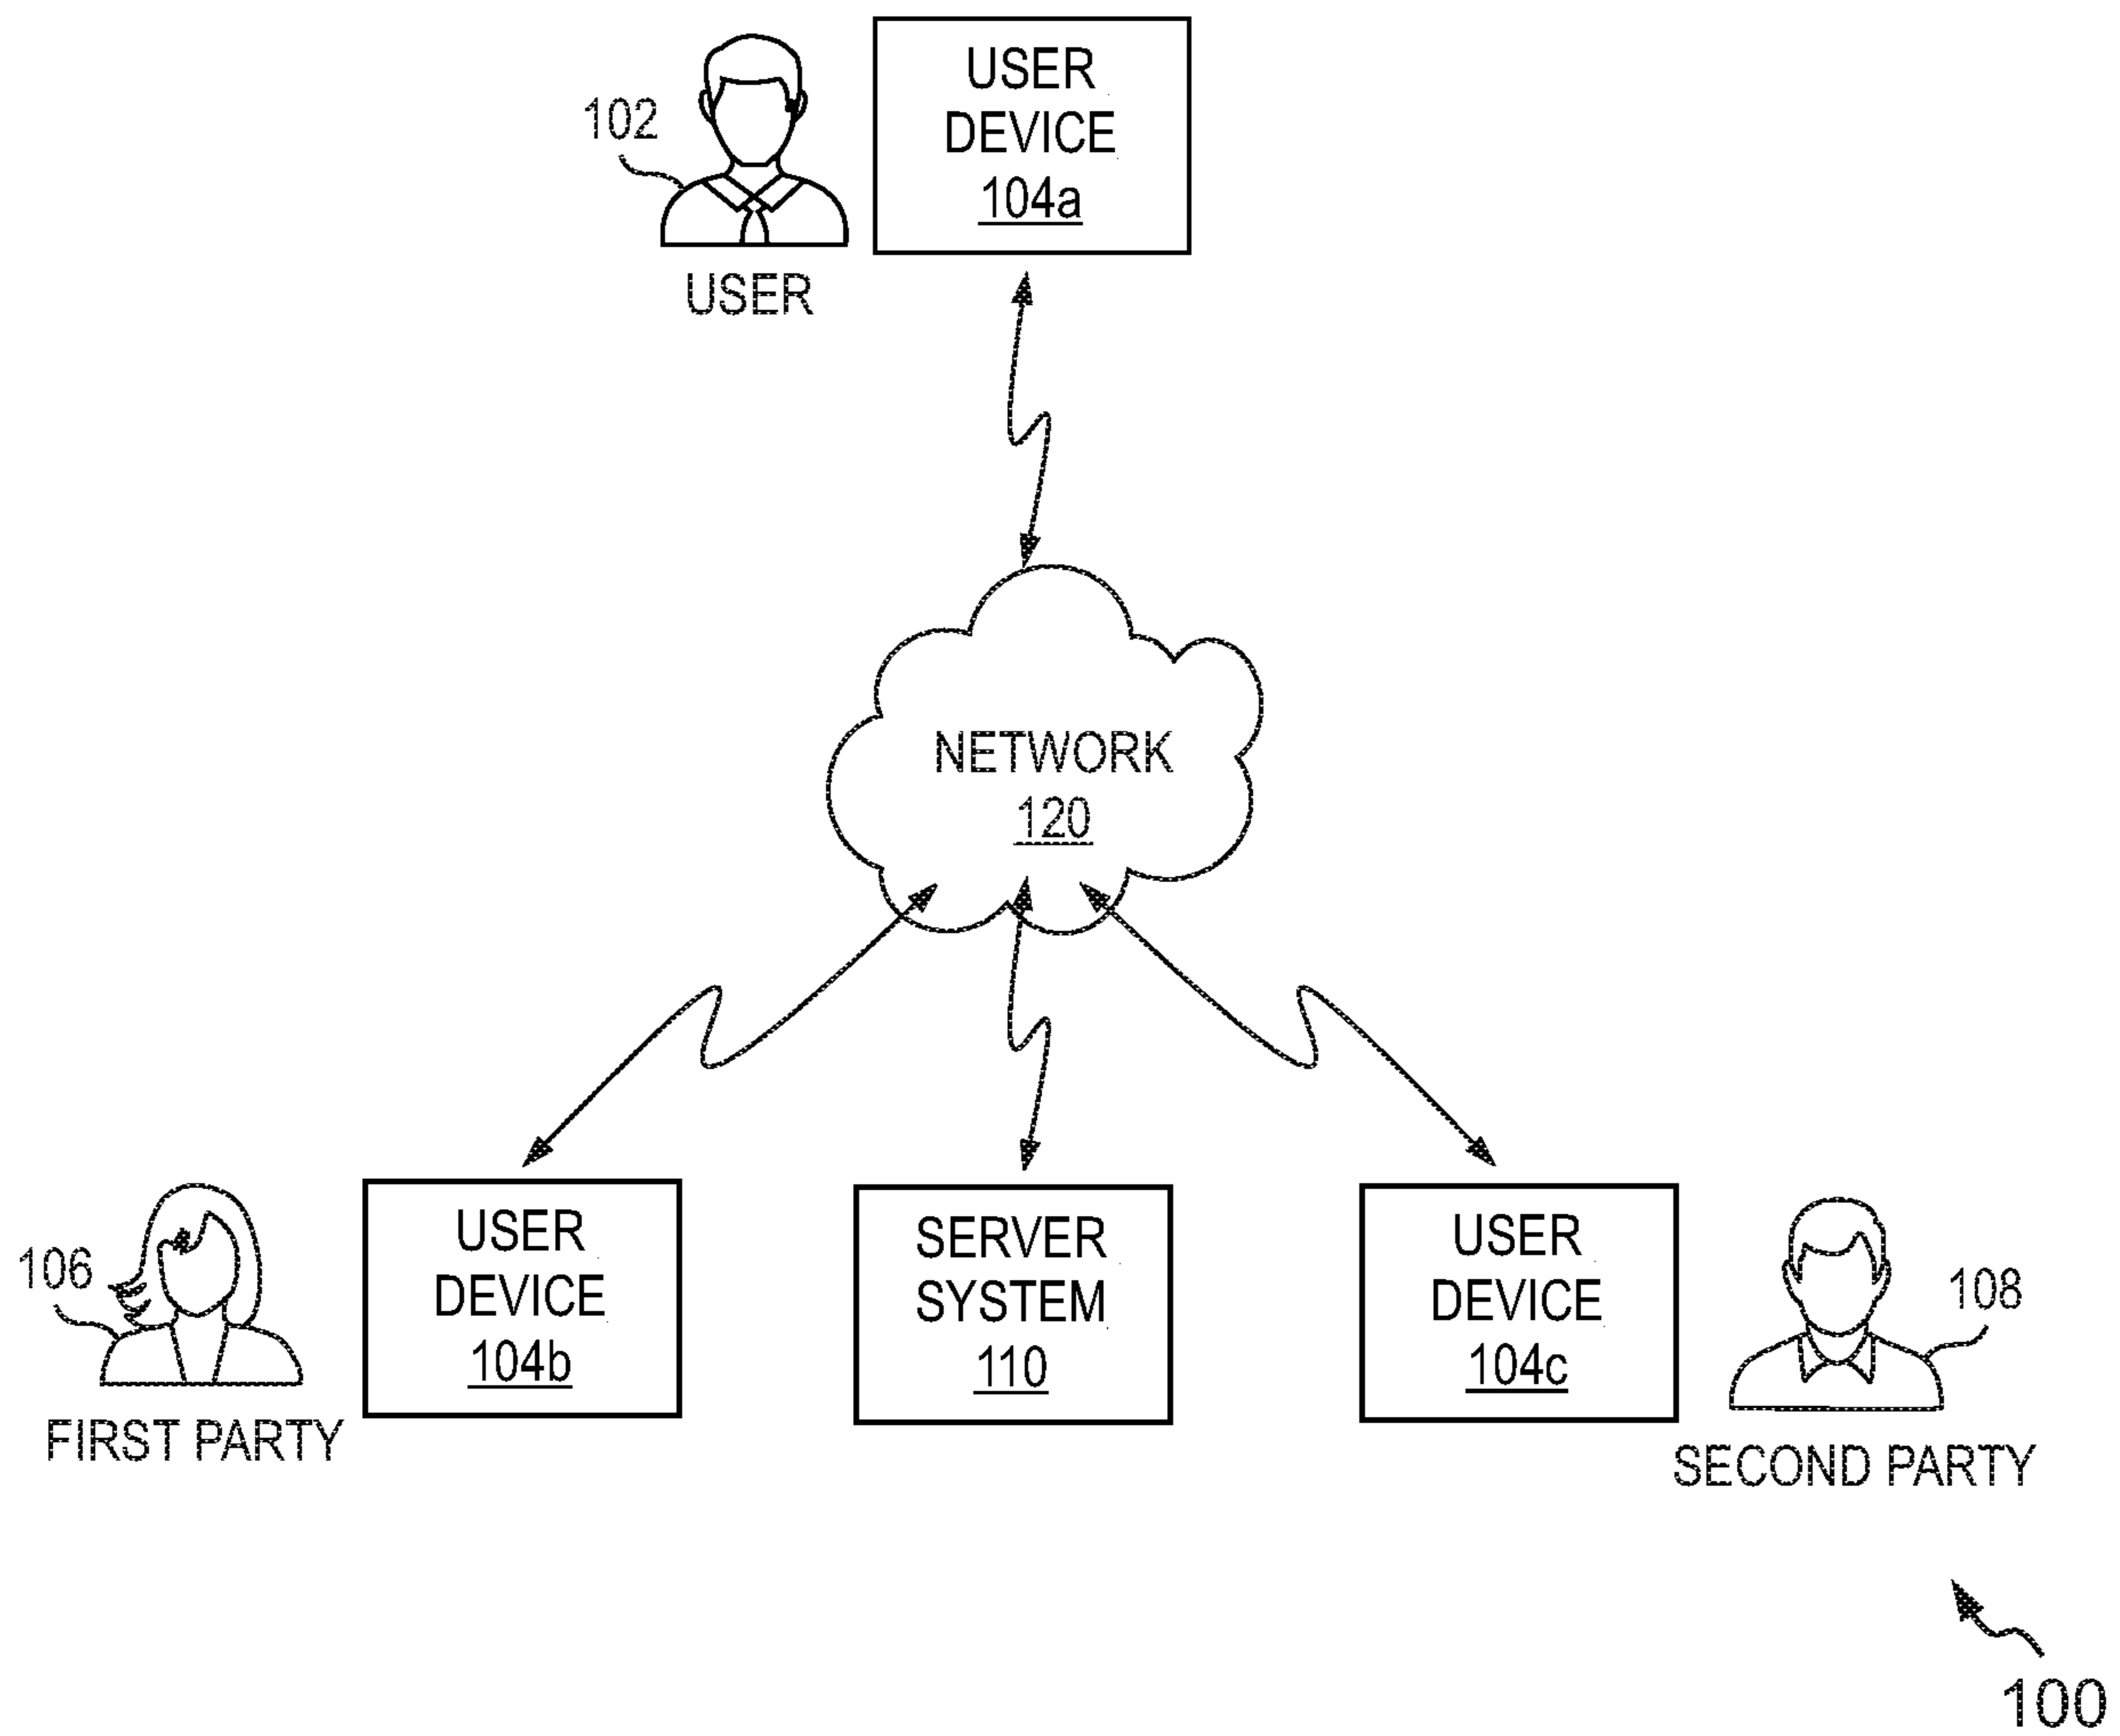 102
USER
DEVICE
104a
USER
NETWORK
120
106
USER
DEVICE
104b
FIRST PARTY
SERVER
SYSTEM
110
USER
DEVICE
104c
108
SECOND PARTY
100